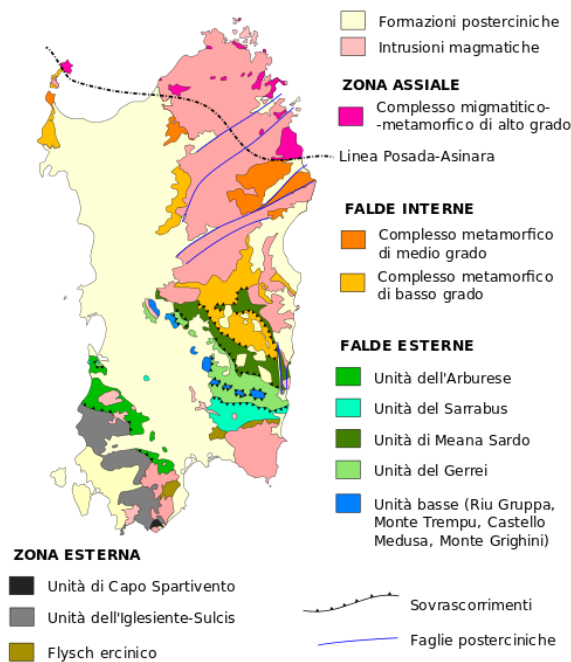 Formazioni posterciniche
Intrusioni magmatiche
ZONA ASSIALE
Complesso migmatitico-
-metamorfico di alto grado
Linea Posada-Asinara
FALDE INTERNE
Complesso metamorfico
di medio grado
Complesso metamorfico
di basso grado
FALDE ESTERNE
Unità dell'Arburese
Unità del Sarrabus
Unità di Meana Sardo
Unità del Gerrei
Unità basse (Riu Gruppa,
Monte Trempu, Castello
Medusa, Monte Grighini)
ZONA ESTERNA
Unità di Capo Spartivento
Unità dell'Iglesiente-Sulcis
Flysch ercinico
Sovrascorrimenti
Faglie posterciniche